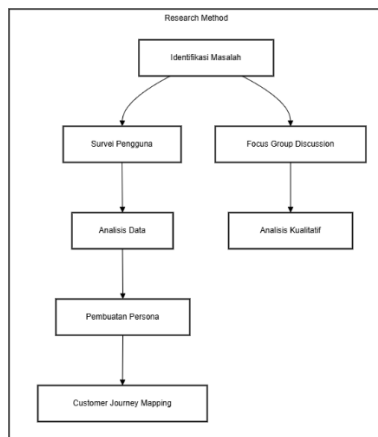 Research Method
Identifikasi Masalah
Survei Pengguna
Focus Group Discussion
Analisis Data
Analisis Kualitatif
Pembuatan Persona
Customer Journey Mapping